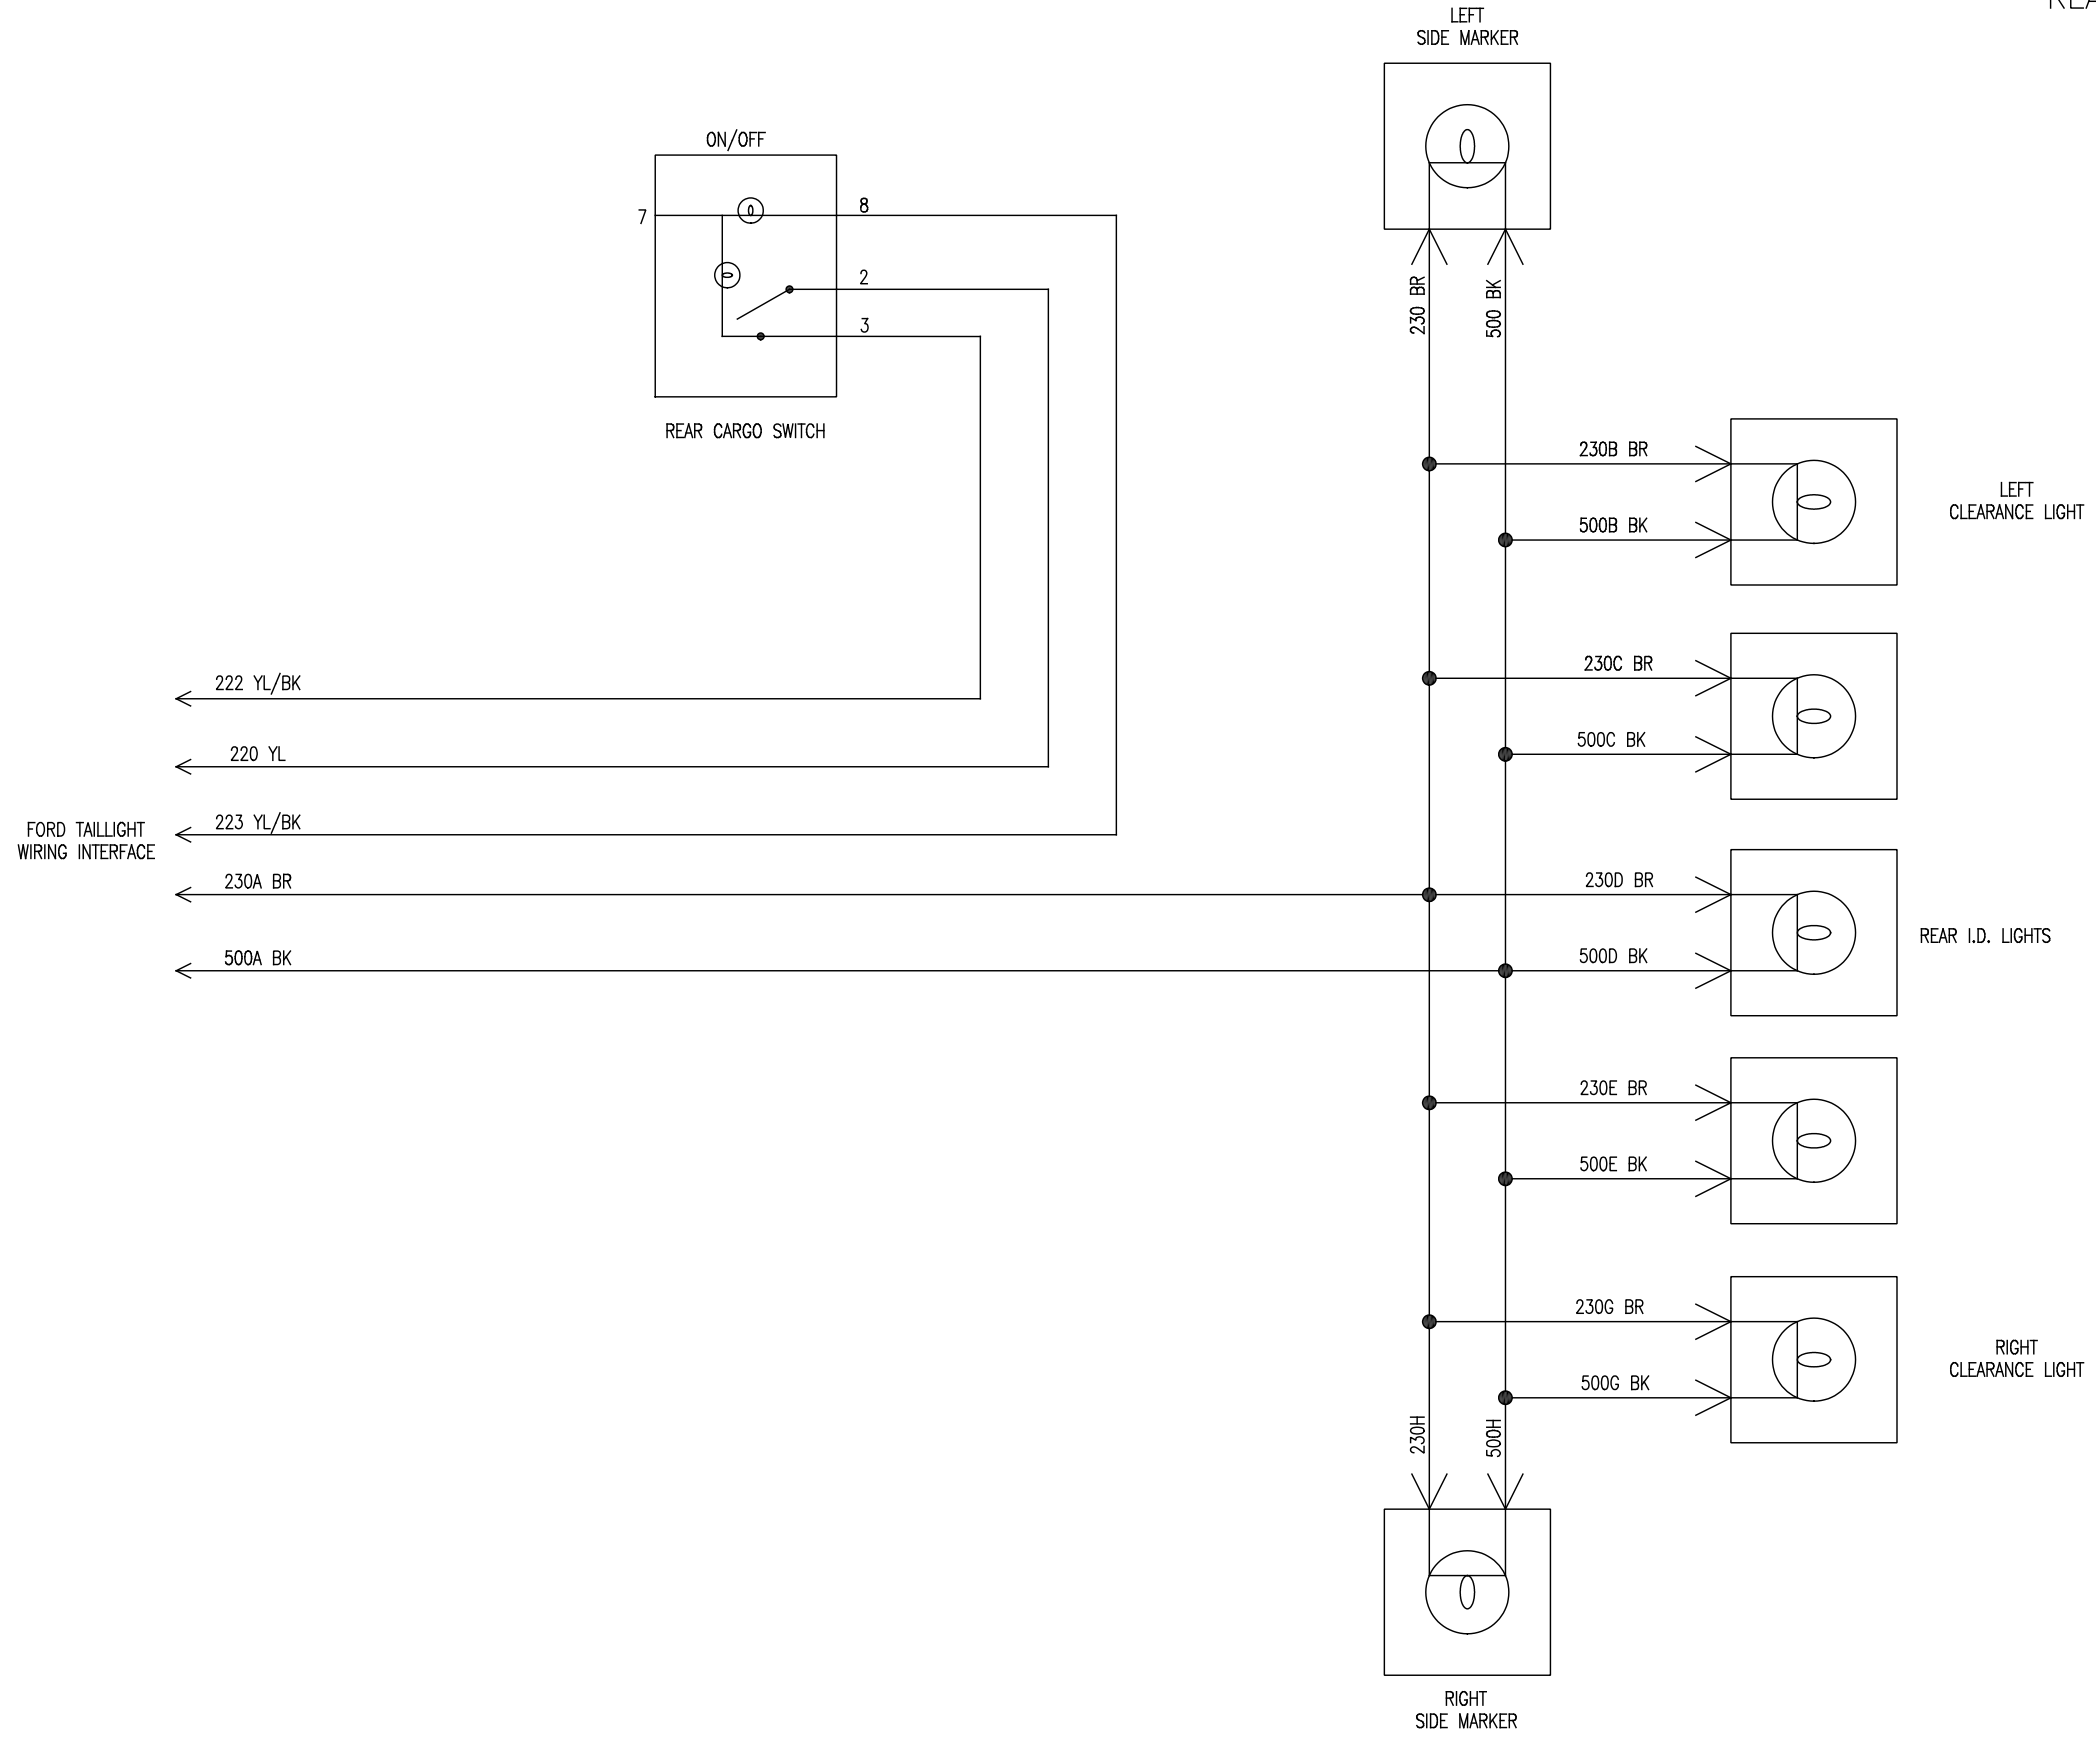 LEFT
SIDE MARKER
ON/OFF
7
8
2
3
REAR CARGO SWITCH
230 BR
500 BK
230B BR
500B BK
LEFT
CLEARANCE LIGHT
222 YL/BK
220 YL
223 YL/BK
FORD TAILLIGHT
WIRING INTERFACE
230A BR
500A BK
230C BR
500C BK
230D BR
500D BK
REAR I.D. LIGHTS
230E BR
500E BK
230G BR
500G BK
RIGHT
CLEARANCE LIGHT
230H
500H
RIGHT
SIDE MARKER